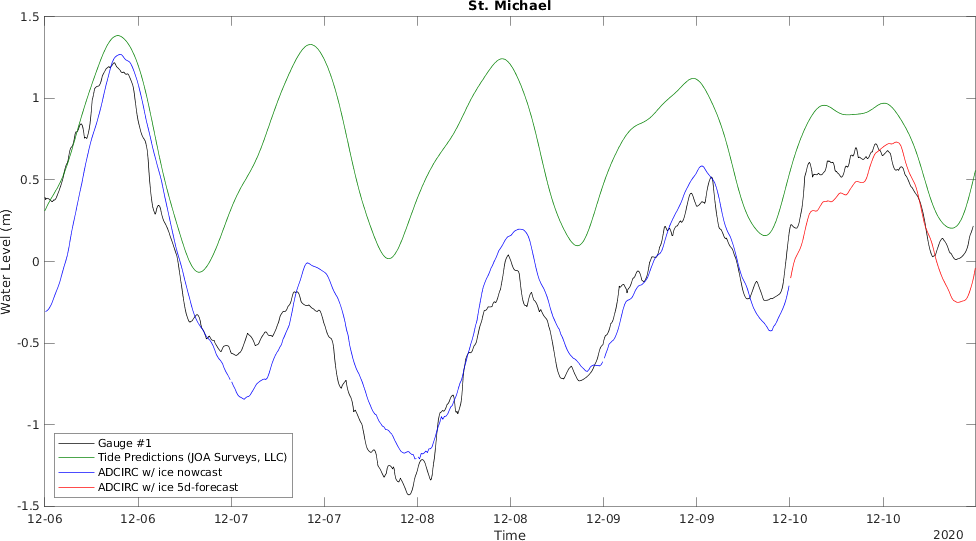 St. Michael
1.5
1
0.5
0
-0.5
-1
-1.5
Water Level (m)
Gauge #1
Tide Predictions (JOA Surveys, LLC)
ADCIRC w/ ice nowcast
ADCIRC w/ ice 5d-forecast
12-06 12-06 12-07 12-07 12-08 12-08 12-09 12-09 12-10 12-10
Time
2020